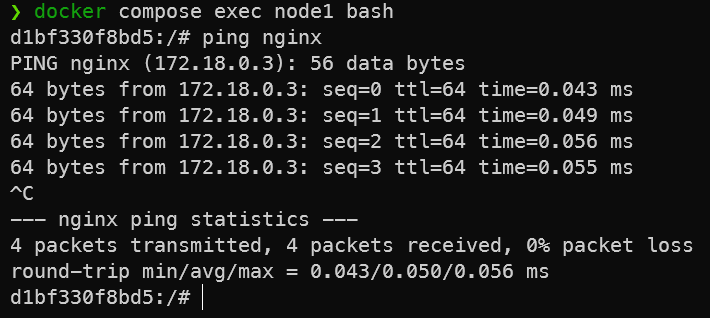 ❯ docker compose exec node1 bash
d1bf330f8bd5:/# ping nginx
PING nginx (172.18.0.3): 56 data bytes
64 bytes from 172.18.0.3: seq=0 ttl=64 time=0.043 ms
64 bytes from 172.18.0.3: seq=1 ttl=64 time=0.049 ms
64 bytes from 172.18.0.3: seq=2 ttl=64 time=0.056 ms
64 bytes from 172.18.0.3: seq=3 ttl=64 time=0.055 ms
^C
--- nginx ping statistics ---
4 packets transmitted, 4 packets received, 0% packet loss
round-trip min/avg/max = 0.043/0.050/0.056 ms
d1bf330f8bd5:/#